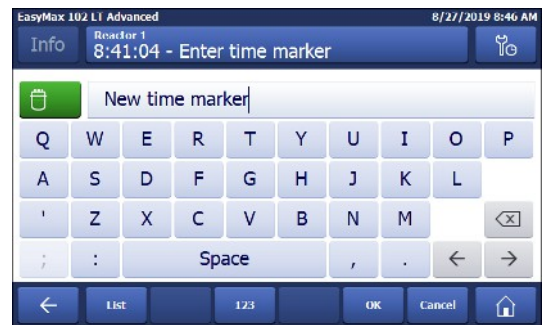 EasyMax 102 LT Advanced 8/27/2019 8:46 AM
Info
Reactor 1
8:41:04 - Enter time marker
New time marker
Q W E R T Y U I O P
A S D F G H J K L
' Z X C V B N M
; : Space , .
List 123 OK Cancel